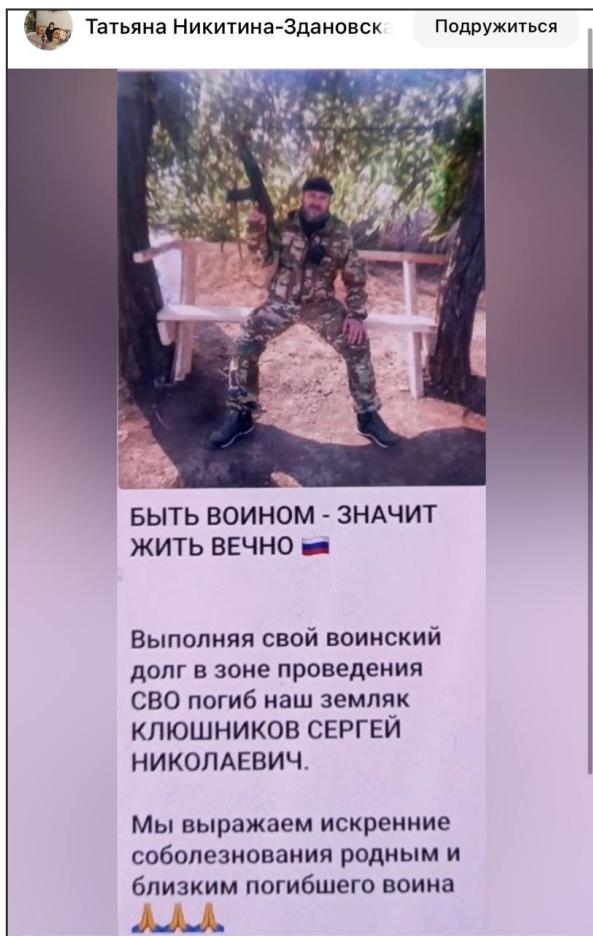 Татьяна Никитина-Здановска
Подружиться
БЫТЬ ВОИНОМ - ЗНАЧИТ
ЖИТЬ ВЕЧНО 🇷🇺
Выполняя свой воинский
долг в зоне проведения
СВО погиб наш земляк
КЛЮШНИКОВ СЕРГЕЙ
НИКОЛАЕВИЧ.
Мы выражаем искренние
соболезнования родным и
близким погибшего воина
🙏🙏🙏